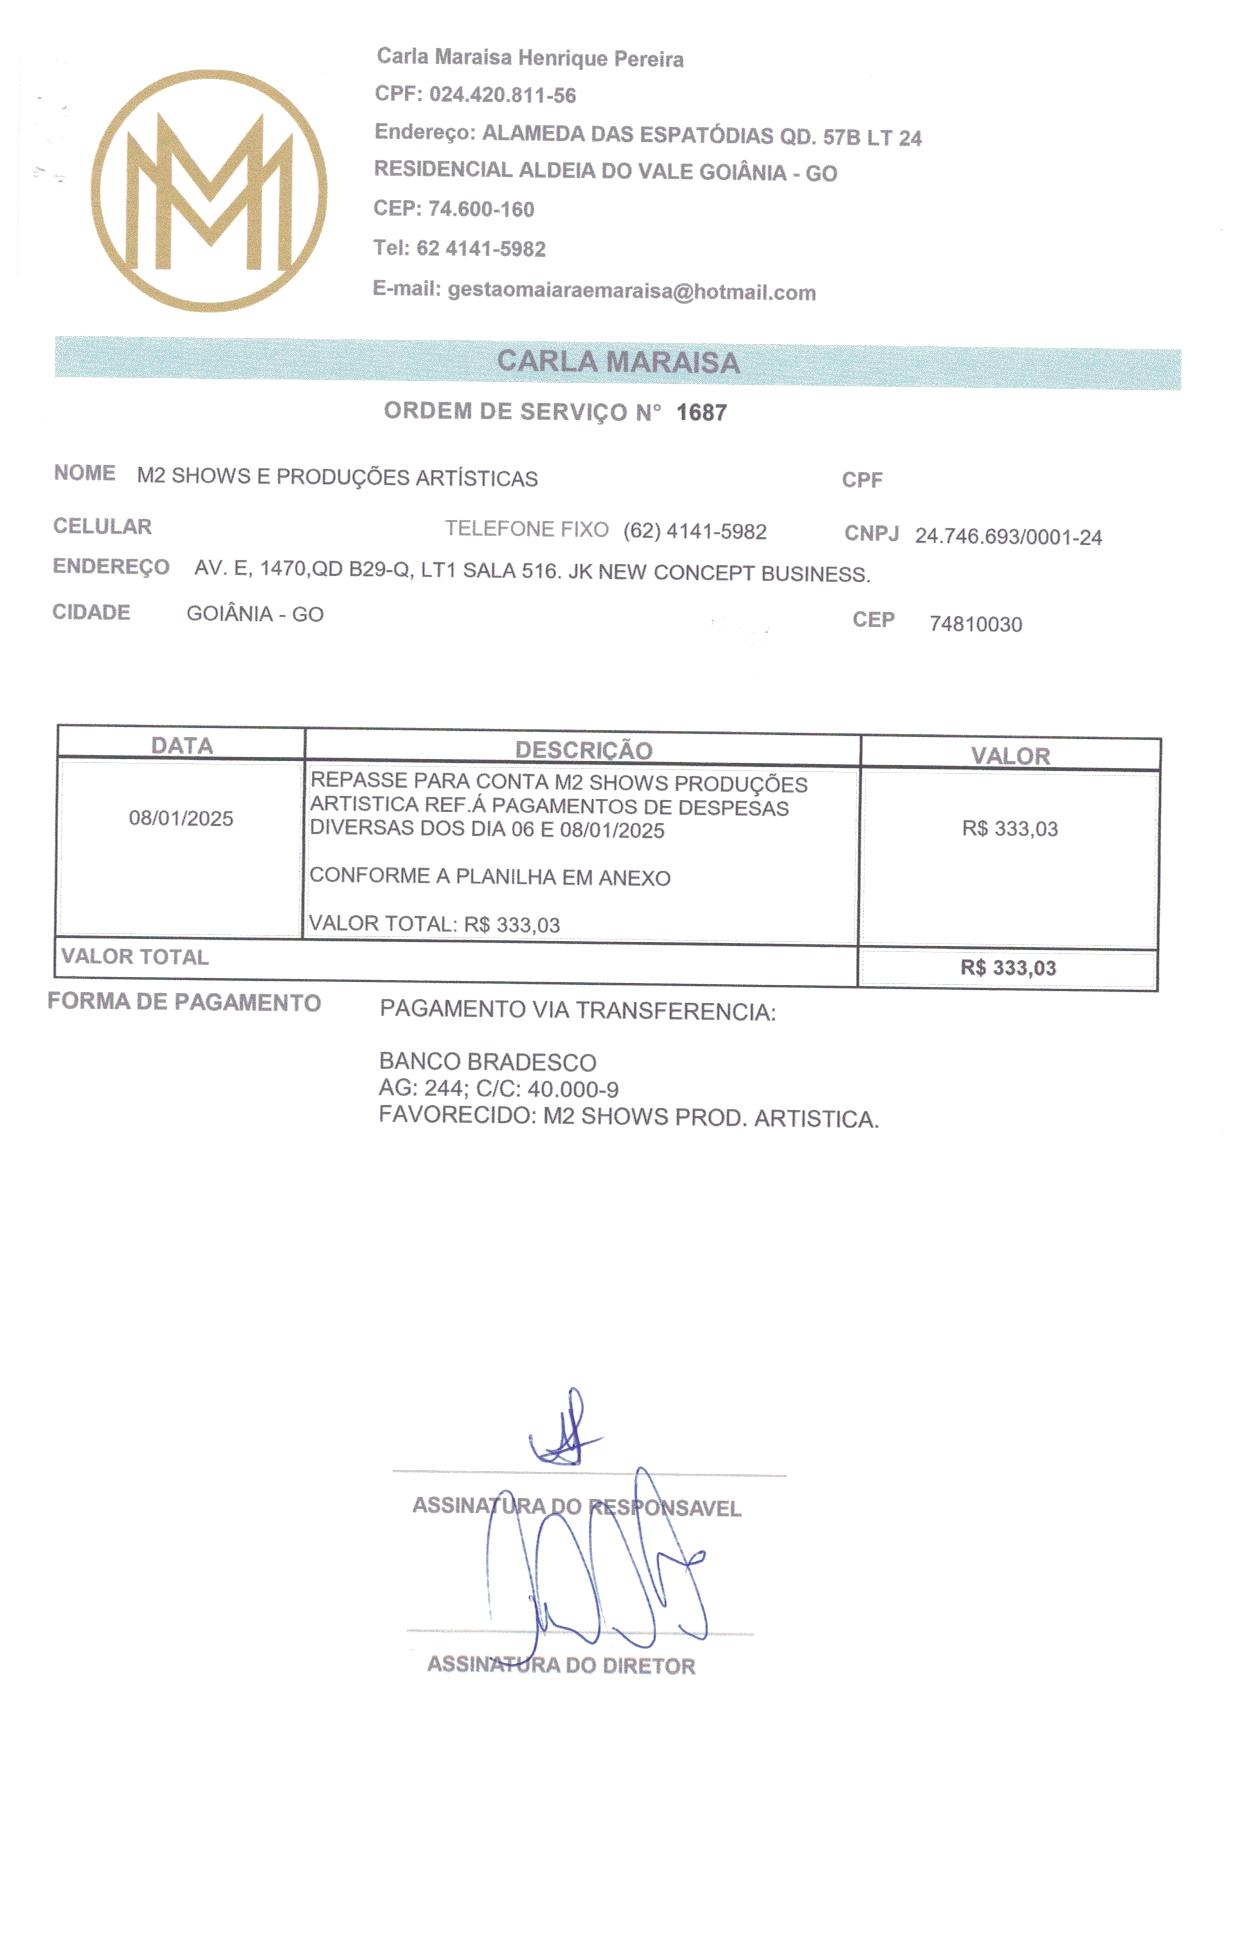 Carla Maraisa Henrique Pereira
CPF: 024.420.811-56
Endereço: ALAMEDA DAS ESPATÓDIAS QD. 57B LT 24
RESIDENCIAL ALDEIA DO VALE GOIÂNIA - GO
CEP: 74.600-160
Tel: 62 4141-5982
E-mail: gestaomaiaraemaraisa@hotmail.com
CARLA MARAISA
ORDEM DE SERVIÇO N° 1687
NOME M2 SHOWS E PRODUÇÕES ARTÍSTICAS CPF
CELULAR TELEFONE FIXO (62) 4141-5982 CNPJ 24.746.693/0001-24
ENDEREÇO AV. E, 1470,QD B29-Q, LT1 SALA 516. JK NEW CONCEPT BUSINESS.
CIDADE GOIÂNIA - GO CEP 74810030
DATA DESCRIÇÃO VALOR
REPASSE PARA CONTA M2 SHOWS PRODUÇÕES
ARTISTICA REF.Á PAGAMENTOS DE DESPESAS
08/01/2025 DIVERSAS DOS DIA 06 E 08/01/2025 R$ 333,03
CONFORME A PLANILHA EM ANEXO
VALOR TOTAL: R$ 333,03
VALOR TOTAL R$ 333,03
FORMA DE PAGAMENTO PAGAMENTO VIA TRANSFERENCIA:
BANCO BRADESCO
AG: 244; C/C: 40.000-9
FAVORECIDO: M2 SHOWS PROD. ARTISTICA.
ASSINATURA DO RESPONSAVEL
ASSINATURA DO DIRETOR